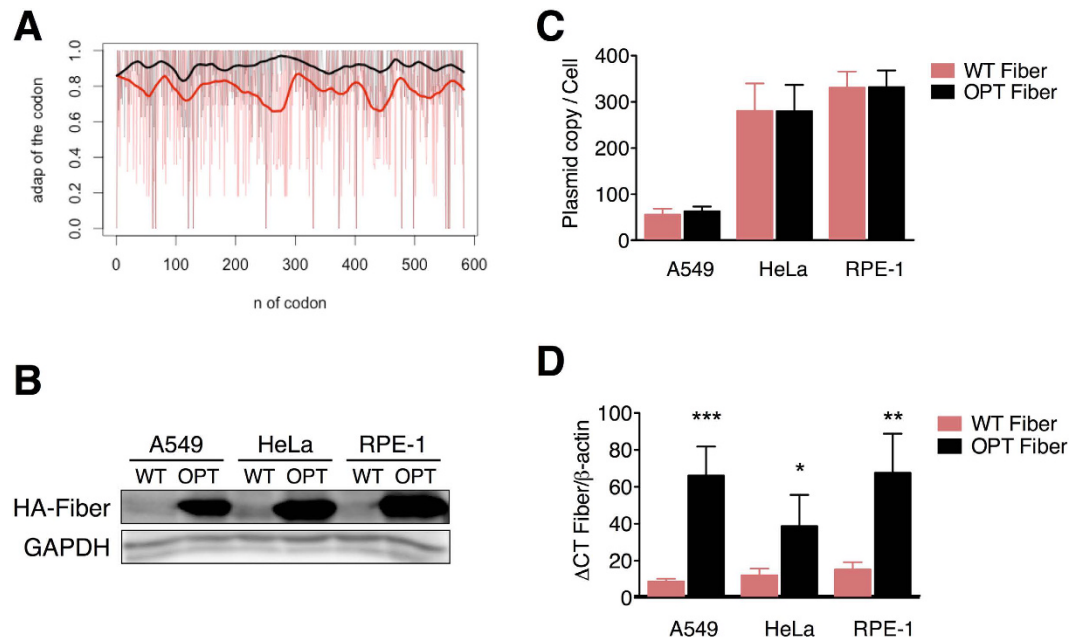 A
adap of the codon
1.0
0.8
0.6
0.4
0.2
0.0
0 100 200 300 400 500 600
n of codon
B
A549 HeLa RPE-1
WT OPT WT OPT WT OPT
HA-Fiber
GAPDH
C
Plasmid copy / Cell
400
300
200
100
0
A549 HeLa RPE-1
WT Fiber
OPT Fiber
D
ΔCT Fiber/β-actin
100
80
60
40
20
0
*** * **
A549 HeLa RPE-1
WT Fiber
OPT Fiber